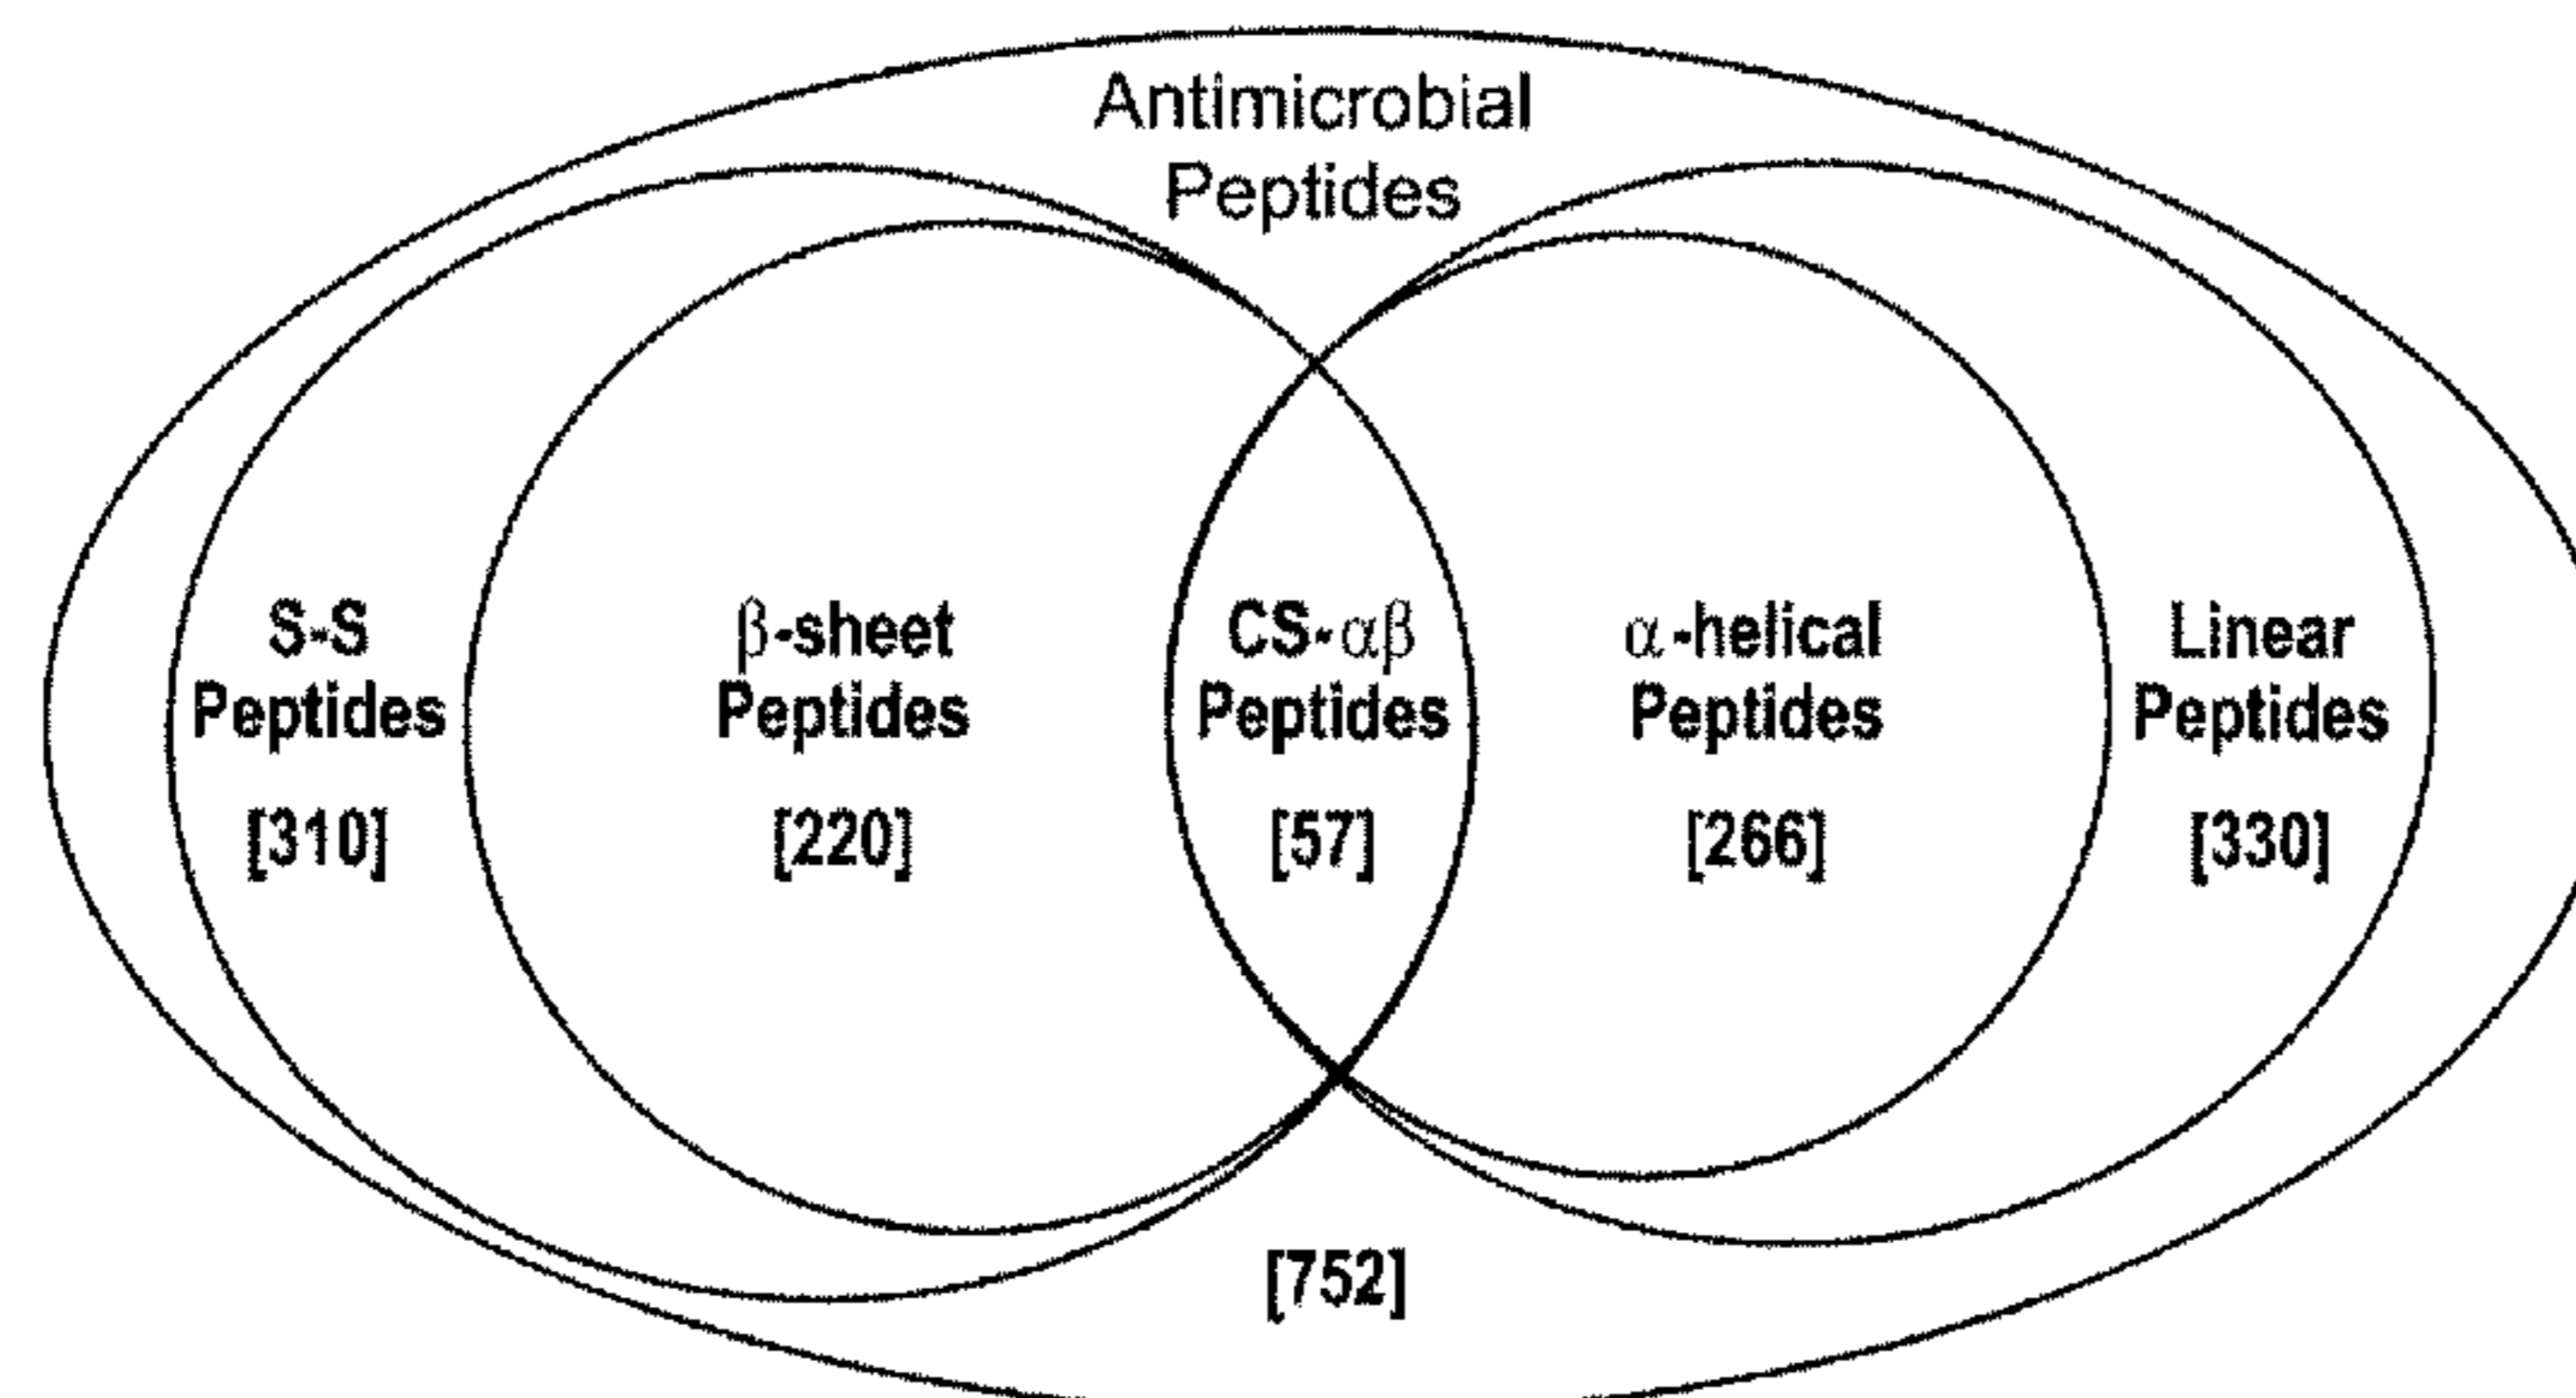 Antimicrobial
Peptides
S-S
Peptides
[310]
β-sheet
Peptides
[220]
CS-αβ
Peptides
[57]
α-helical
Peptides
[266]
Linear
Peptides
[330]
[752]